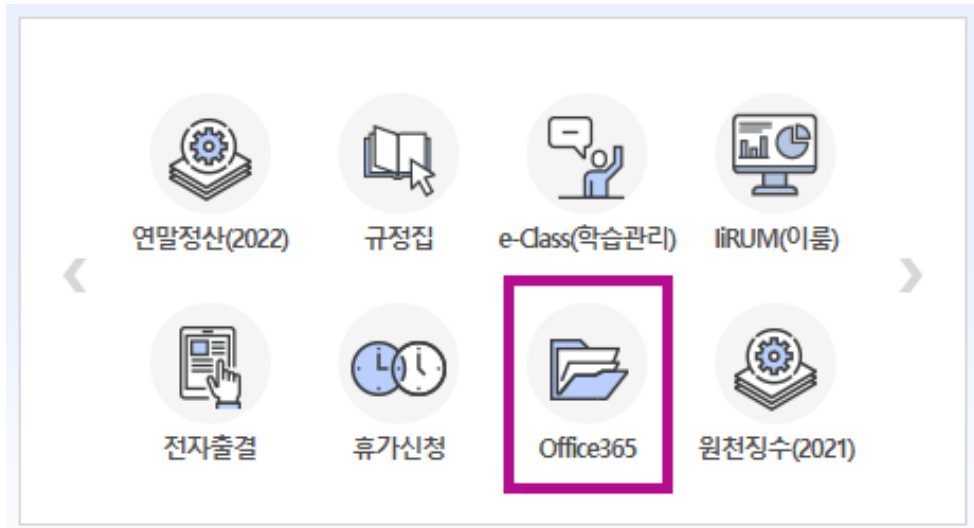 연말정산(2022)
규정집
e-Class(학습관리)
IiRUM(이룸)
전자출결
휴가신청
Office365
원천징수(2021)